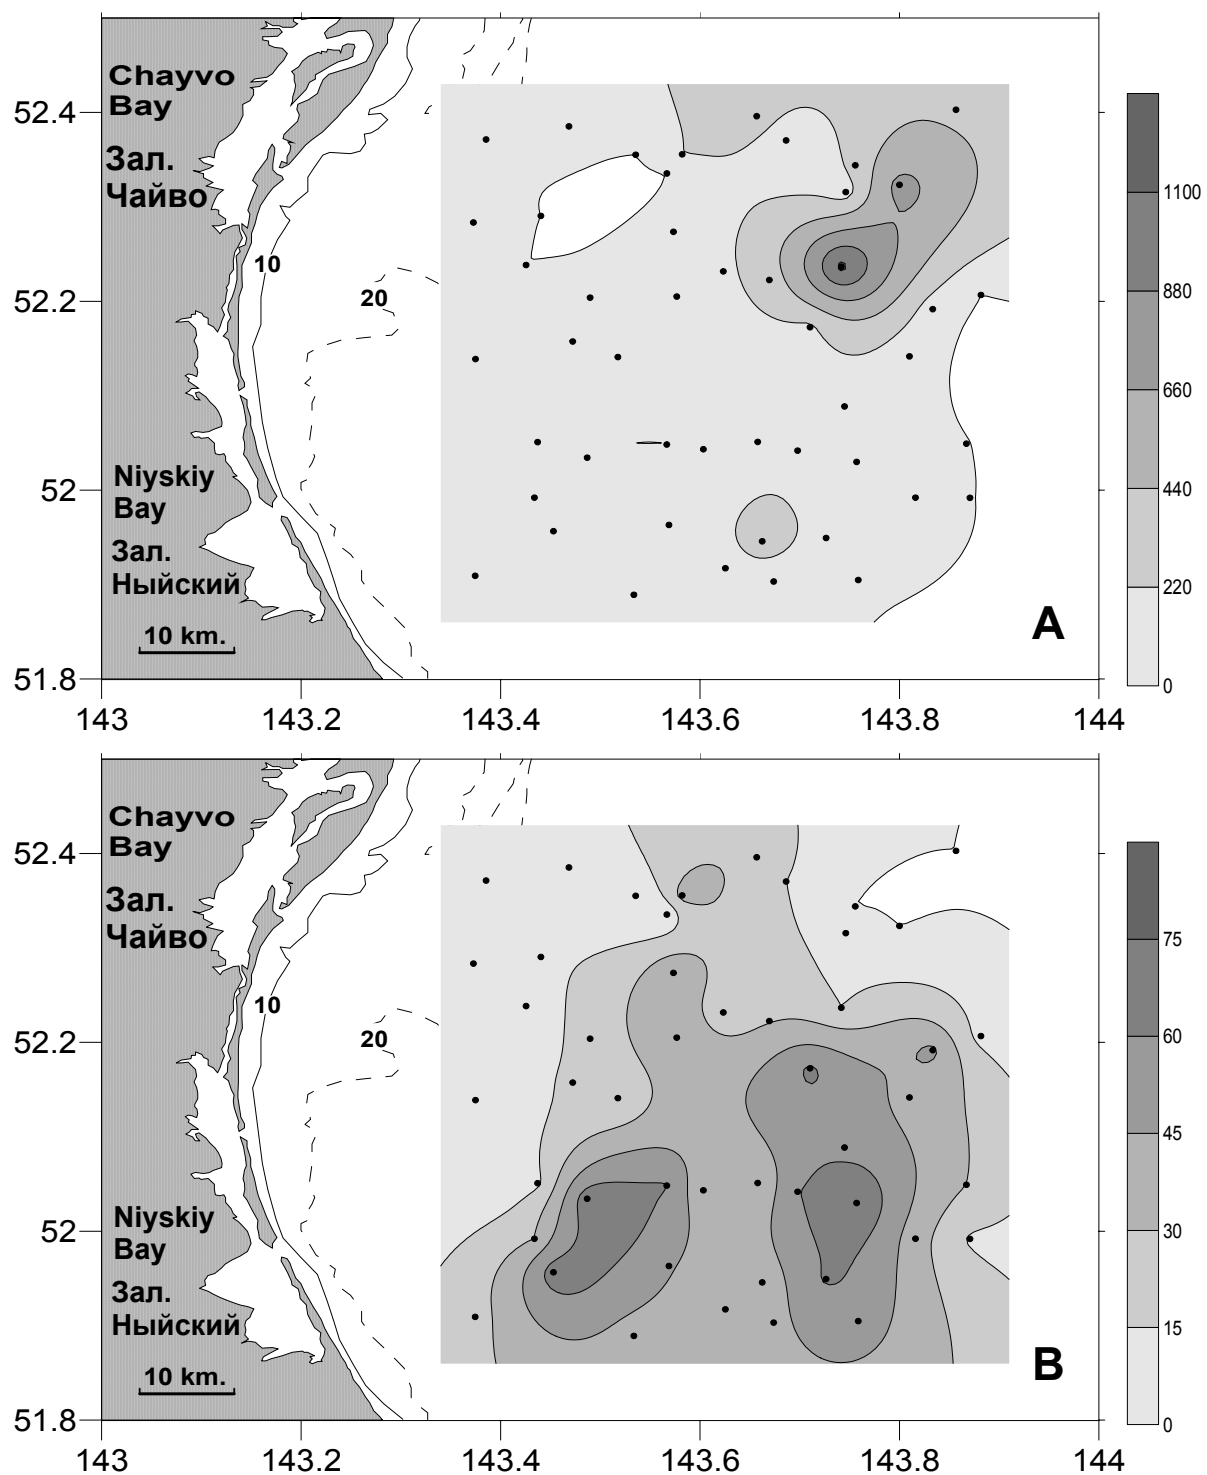 Chayvo
Bay
Зал.
Чайво
10
20
Niyskiy
Bay
Зал.
Ныйский
10 km.
A
52.4
52.2
52
51.8
143
143.2
143.4
143.6
143.8
144
1100
880
660
440
220
0
Chayvo
Bay
Зал.
Чайво
10
20
Niyskiy
Bay
Зал.
Ныйский
10 km.
B
52.4
52.2
52
51.8
143
143.2
143.4
143.6
143.8
144
75
60
45
30
15
0